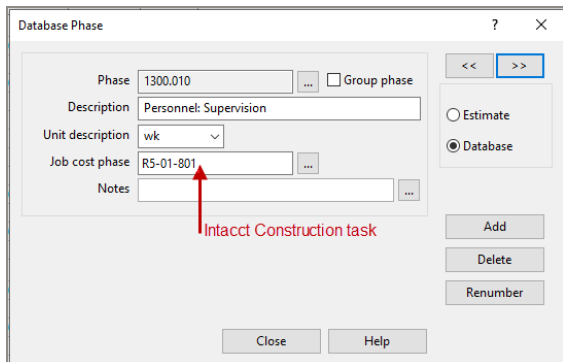 Database Phase ? ×
Phase 1300.010 ... Group phase << >>
Description Personnel: Supervision
Estimate
Unit description wk
Database
Job cost phase R5-01-801 ...
Notes ...
Intacct Construction task
Add
Delete
Renumber
Close Help